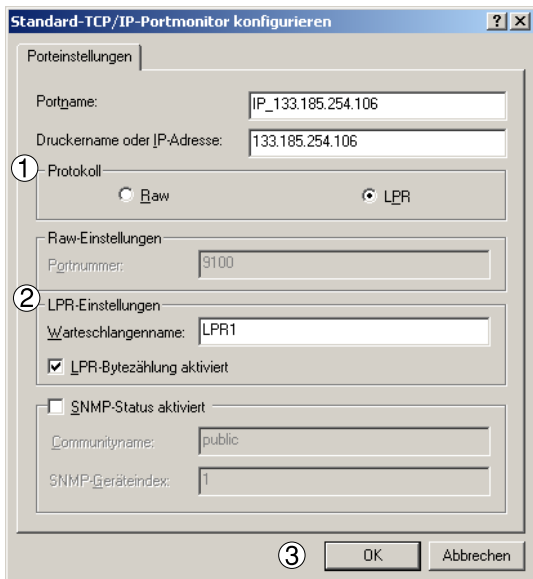 Standard-TCP/IP-Portmonitor konfigurieren
Porteinstellungen
Portname: IP_133.185.254.106
Druckername oder IP-Adresse: 133.185.254.106
1 Protokoll
Raw LPR
Raw-Einstellungen
Portnummer: 9100
2 LPR-Einstellungen
Warteschlangenname: LPR1
LPR-Bytezählung aktiviert
SNMP-Status aktiviert
Communityname: public
SNMP-Geräteindex: 1
3 OK Abbrechen